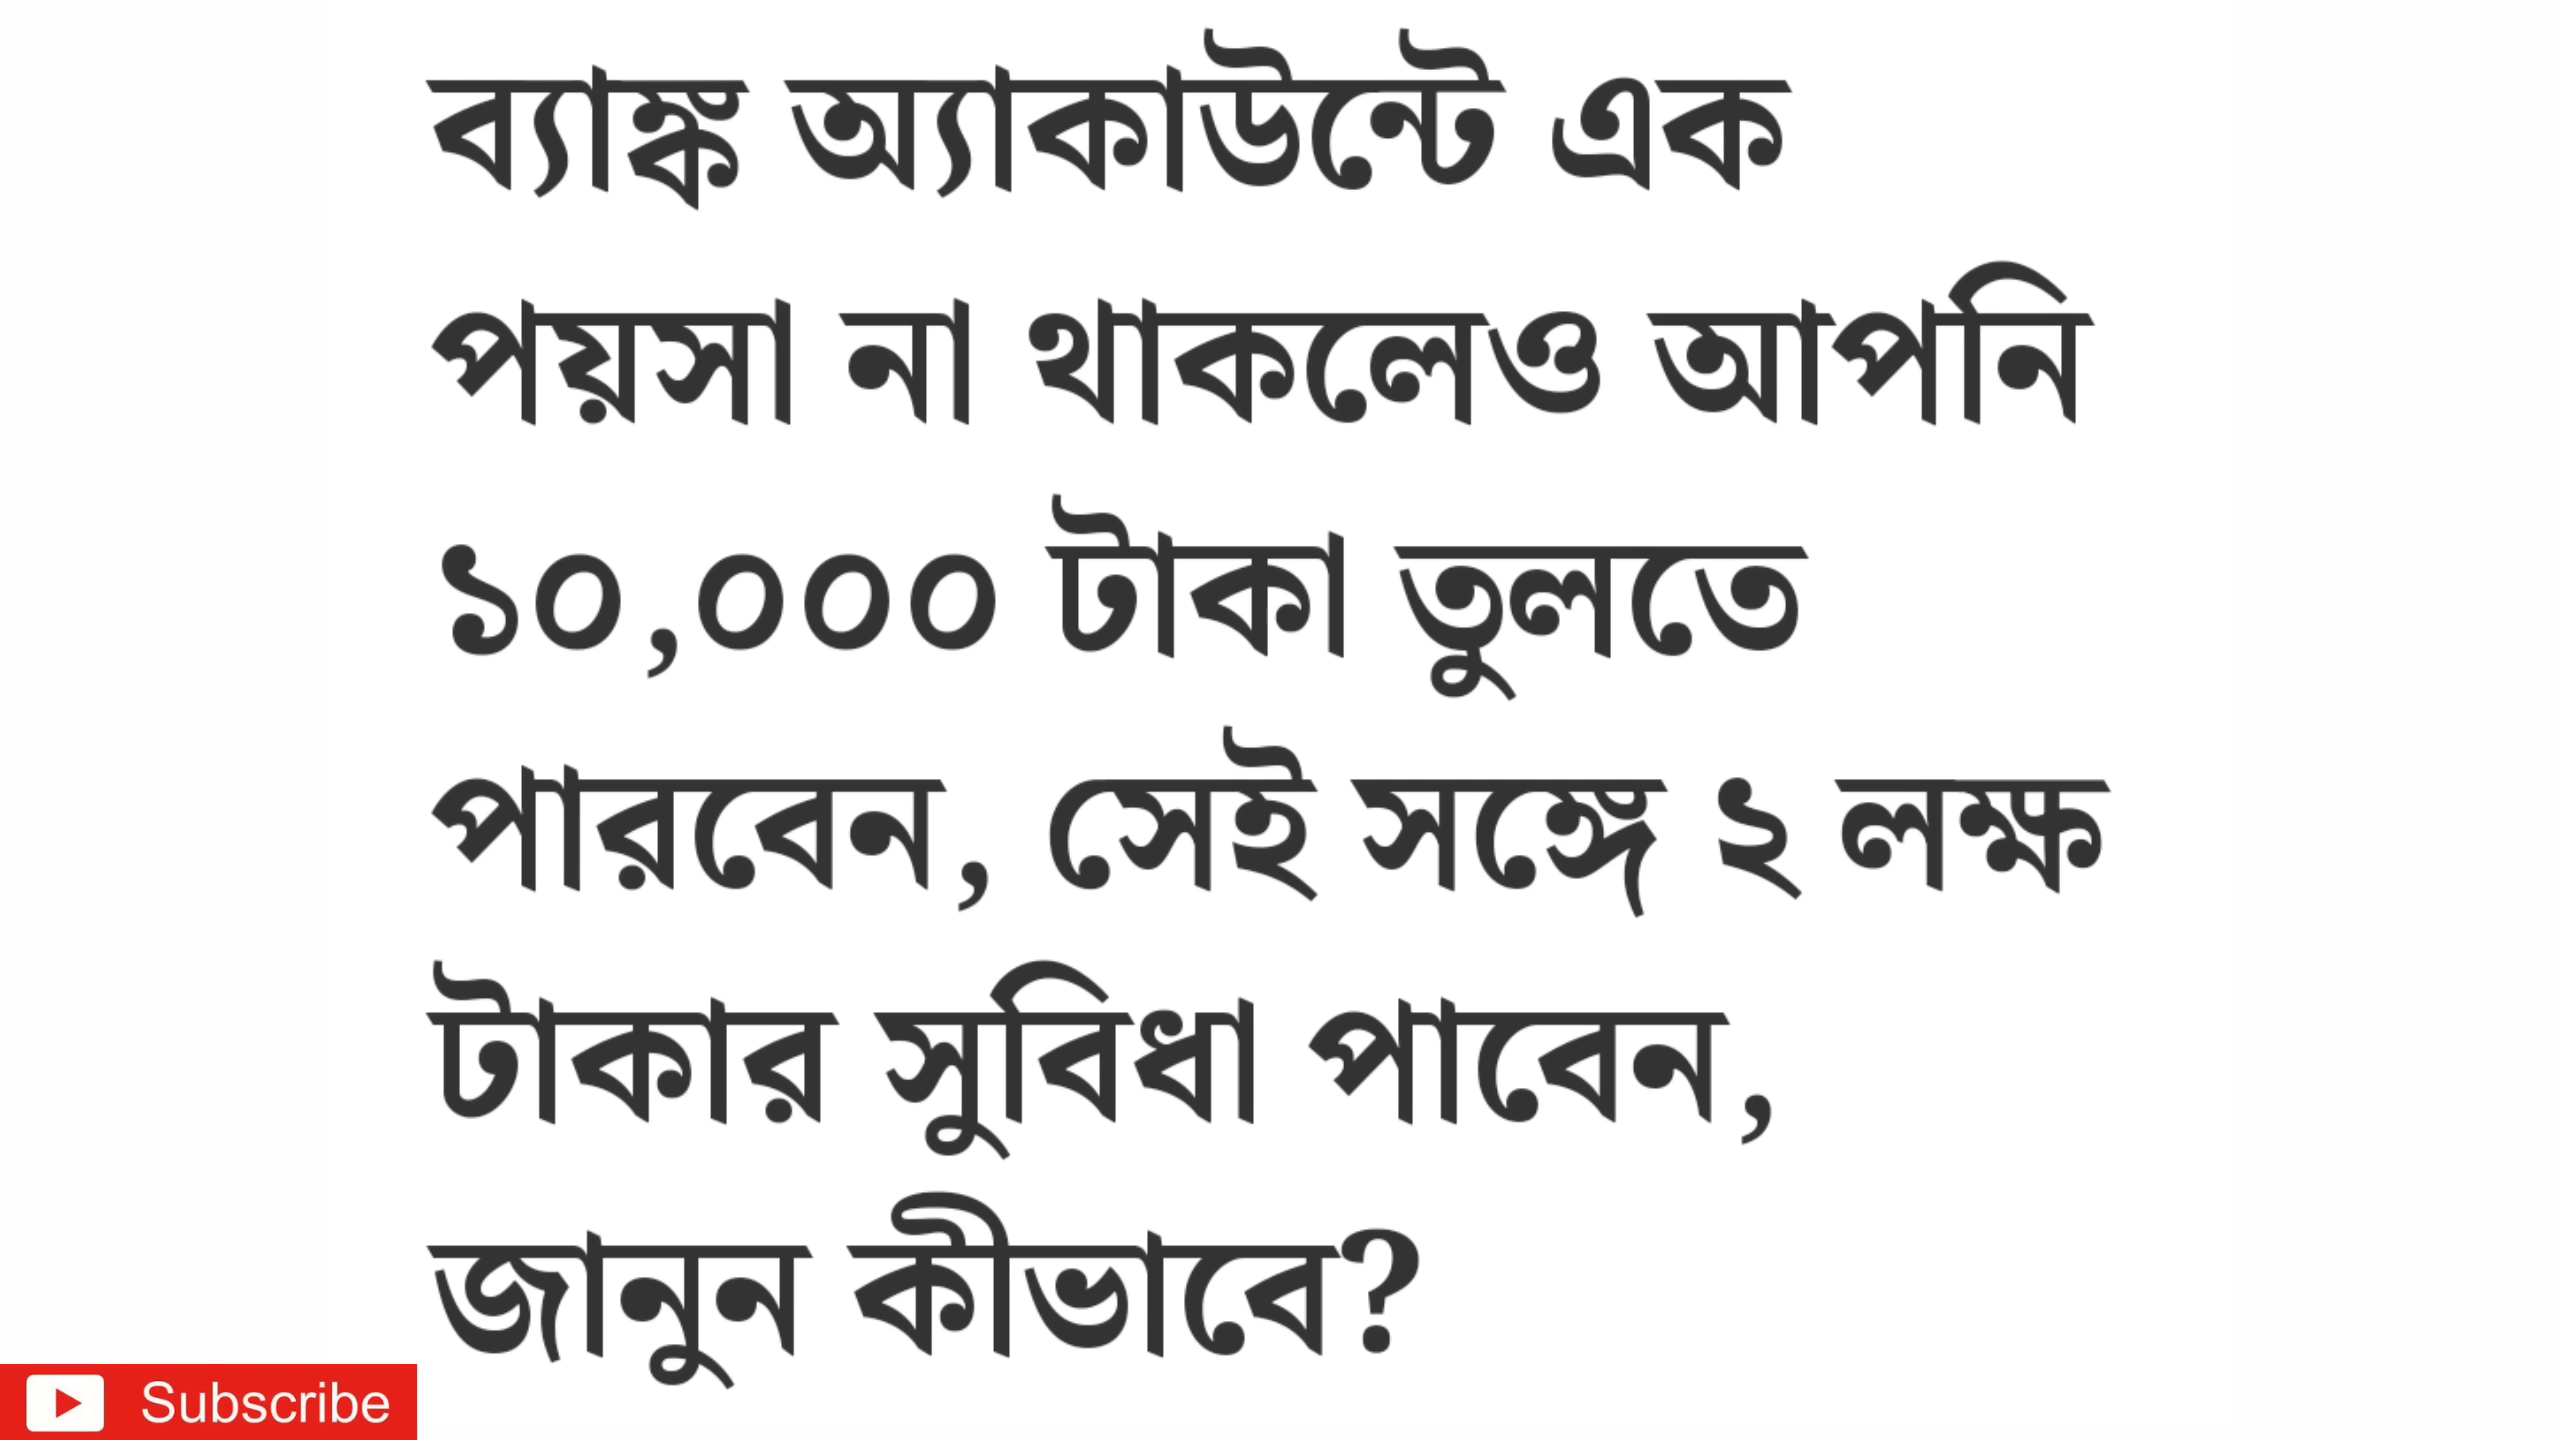 ব্যাঙ্ক অ্যাকাউন্টে এক
পয়সা না থাকলেও আপনি
১০,০০০ টাকা তুলতে
পারবেন, সেই সঙ্গে ২ লক্ষ
টাকার সুবিধা পাবেন,
জানুন কীভাবে?
Subscribe